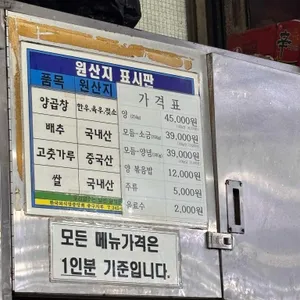 원산지 표시판
품목 원산지
양곱창 한우,육우,젖소
배추 국내산
고춧가루 중국산
쌀 국내산
가격표
양 45,000원
모듬-소금 39,000원
모듬-양념 39,000원
양 볶음밥 12,000원
주류 5,000원
음료수 2,000원
모든 메뉴가격은
1인분 기준입니다.